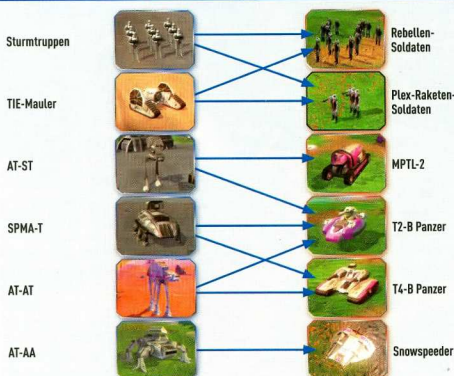 Sturmtruppen
Rebellen-
Soldaten
TIE-Mauler
Plex-Raketen-
Soldaten
AT-ST
MPTL-2
SPMA-T
T2-B Panzer
AT-AT
T4-B Panzer
AT-AA
Snowspeeder